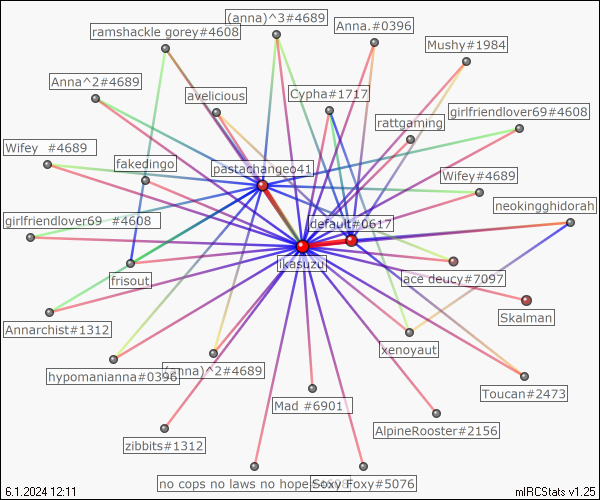 (anna)^3#4689
ramshackle gorey#4608
Anna.#0396
Mushy#1984
Anna^2#4689
avelicious
Cypha#1717
girlfriendlover69#4608
rattgaming
Wifey #4689
fakedingo
pastachangeo41
Wifey#4689
neokingghidorah
girlfriendlover69 #4608
default#0617
ikasuzu
frisout
ace deucy#7097
Skalman
Annarchist#1312
xenoyaut
hypomanianna#0396
(anna)^2#4689
Toucan#2473
Mad #6901
AlpineRooster#2156
zibbits#1312
no cops no laws no hope
Soxy Foxy#5076
6.1.2024 12:11
mIRCStats v1.25